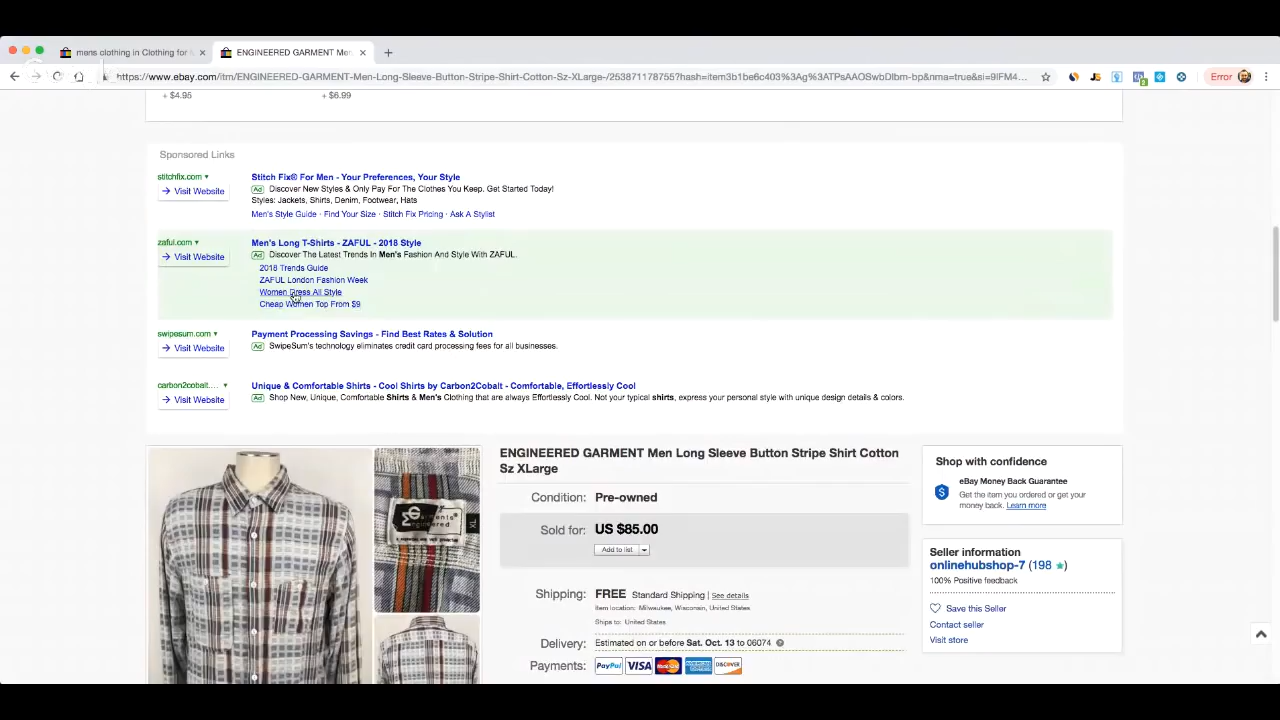 mens clothing in Clothing for
ENGINEERED GARMENT Men
https://www.ebay.com/itm/ENGINEERED-GARMENT-Men-Long-Sleeve-Button-Stripe-Shirt-Cotton-Sz-XLarge-/253871178755?hash=item3b1be6c403%3Ag%3ATPsAAOSwbDlbm-bp&nma=true&si=9IFM4...
Error
+ $4.95
+ $6.99
Sponsored Links
stitchfix.com
Visit Website
Stitch Fix® For Men - Your Preferences, Your Style
Ad Discover New Styles & Only Pay For The Clothes You Keep. Get Started Today!
Styles: Jackets, Shirts, Denim, Footwear, Hats
Men's Style Guide · Find Your Size · Stitch Fix Pricing · Ask A Stylist
zaful.com
Visit Website
Men's Long T-Shirts - ZAFUL - 2018 Style
Ad Discover The Latest Trends In Men's Fashion And Style With ZAFUL.
2018 Trends Guide
ZAFUL London Fashion Week
Women Dress All Style
Cheap Women Top From $9
swipesum.com
Visit Website
Payment Processing Savings - Find Best Rates & Solution
Ad SwipeSum's technology eliminates credit card processing fees for all businesses.
carbon2cobalt....
Visit Website
Unique & Comfortable Shirts - Cool Shirts by Carbon2Cobalt - Comfortable, Effortlessly Cool
Ad Shop New, Unique, Comfortable Shirts & Men's Clothing that are always Effortlessly Cool. Not your typical shirts, express your personal style with unique design details & colors.
ENGINEERED GARMENT Men Long Sleeve Button Stripe Shirt Cotton
Sz XLarge
Condition: Pre-owned
Sold for: US $85.00
Add to list
Shipping: FREE Standard Shipping | See details
Item location: Milwaukee, Wisconsin, United States
Ships to: United States
Delivery: Estimated on or before Sat. Oct. 13 to 06074
Payments: PayPal VISA MasterCard AMERICAN EXPRESS DISCOVER
Shop with confidence
eBay Money Back Guarantee
Get the item you ordered or get your
money back. Learn more
Seller information
onlinehubshop-7 (198 ★)
100% Positive feedback
Save this Seller
Contact seller
Visit store
garments
engineered
XL